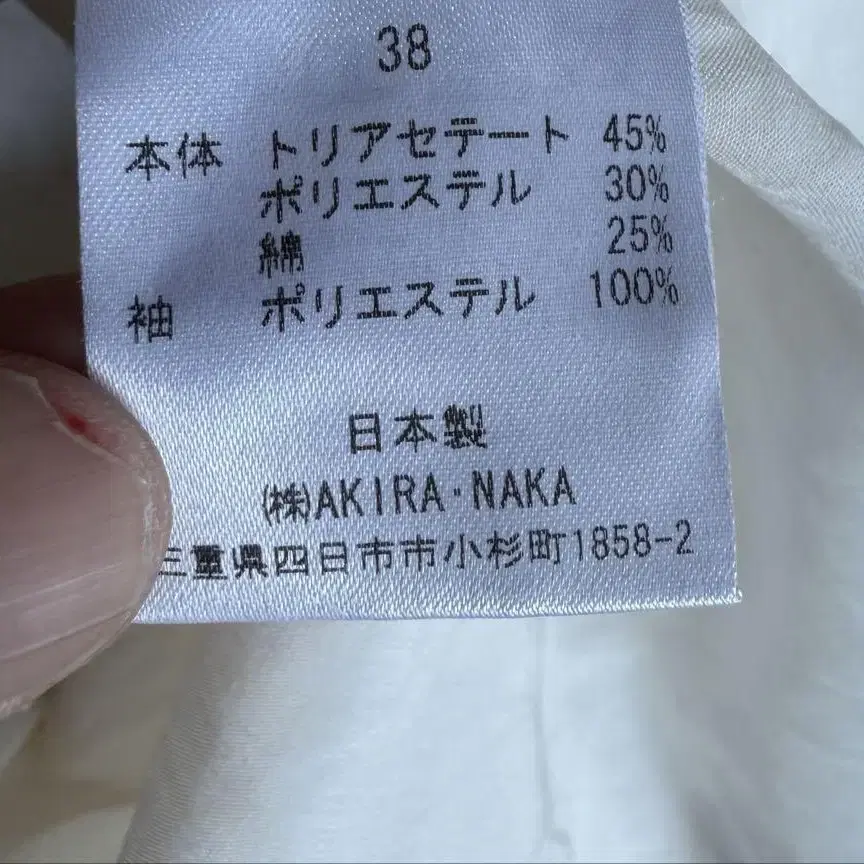 38
本体 トリアセテート 45%
ポリエステル 30%
綿 25%
袖 ポリエステル 100%
日本製
㈱AKIRA・NAKA
三重県四日市市小杉町1858-2